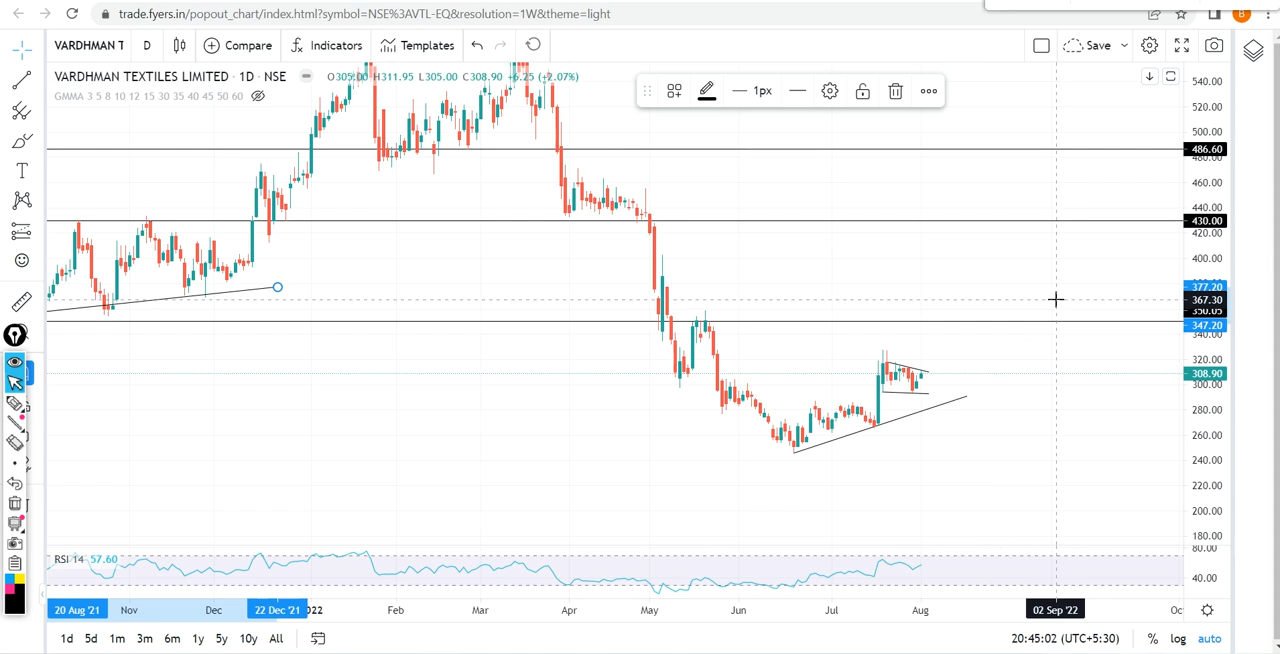 trade.fyers.in/popout_chart/index.html?symbol=NSE%3AVTL-EQ&resolution=1W&theme=light
B
VARDHMAN T D Compare Indicators Templates Save
VARDHMAN TEXTILES LIMITED · 1D · NSE O305.00 H311.95 L305.00 C308.90 +6.25 (+2.07%)
GMMA 3 5 8 10 12 15 30 35 40 45 50 60
1px
540.00
520.00
500.00
486.60
480.00
460.00
440.00
430.00
420.00
400.00
377.20
367.30
350.05
347.20
340.00
320.00
308.90
300.00
280.00
260.00
240.00
220.00
200.00
180.00
RSI 14 57.60
80.00
40.00
20 Aug '21 Nov Dec 22 Dec '21 022 Feb Mar Apr May Jun Jul Aug 02 Sep '22 Oc
1d 5d 1m 3m 6m 1y 5y 10y All 20:45:02 (UTC+5:30) % log auto